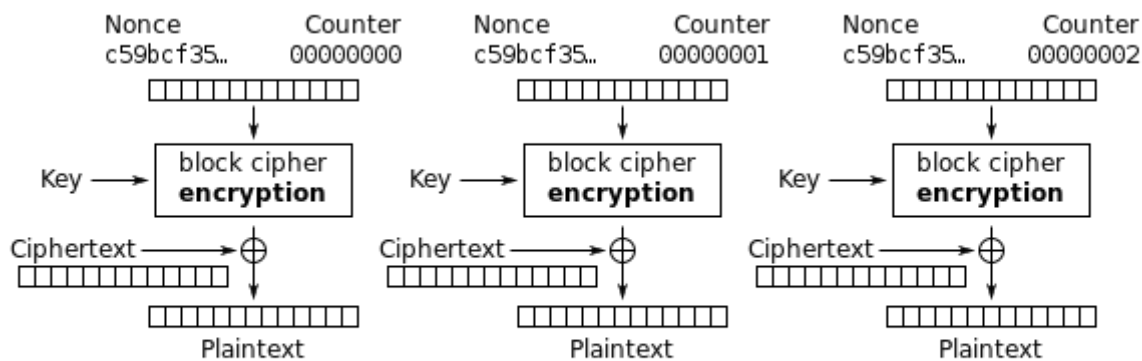 Nonce Counter Nonce Counter Nonce Counter
c59bcf35… 00000000 c59bcf35… 00000001 c59bcf35… 00000002
Key block cipher encryption Key block cipher encryption Key block cipher encryption
Ciphertext Ciphertext Ciphertext
Plaintext Plaintext Plaintext